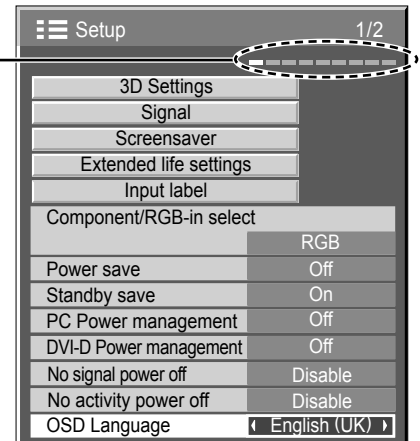 Setup 1/2
3D Settings
Signal
Screensaver
Extended life settings
Input label
Component/RGB-in select
RGB
Power save Off
Standby save On
PC Power management Off
DVI-D Power management Off
No signal power off Disable
No activity power off Disable
OSD Language English (UK)